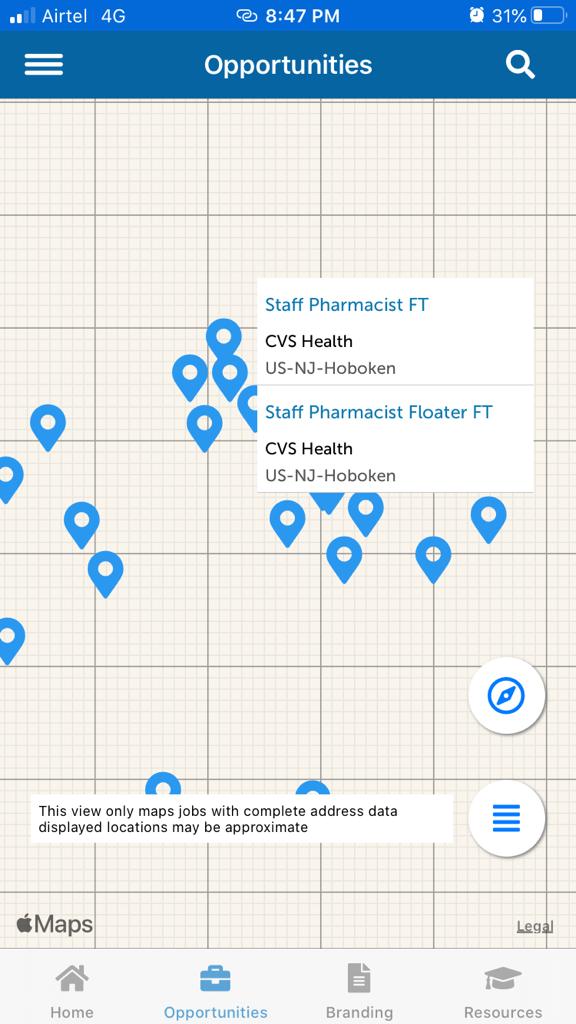 Airtel 4G 8:47 PM 31%
Opportunities
Staff Pharmacist FT
CVS Health
US-NJ-Hoboken
Staff Pharmacist Floater FT
CVS Health
US-NJ-Hoboken
This view only maps jobs with complete address data
displayed locations may be approximate
Maps Legal
Home Opportunities Branding Resources